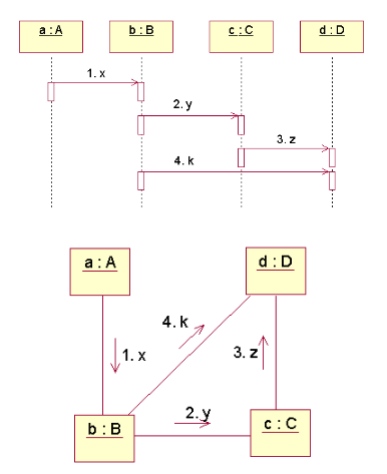 a : A b : B c : C d : D
1. x
2. y
3. z
4. k
a : A d : D
4. k
1. x 3. z
2. y
b : B c : C